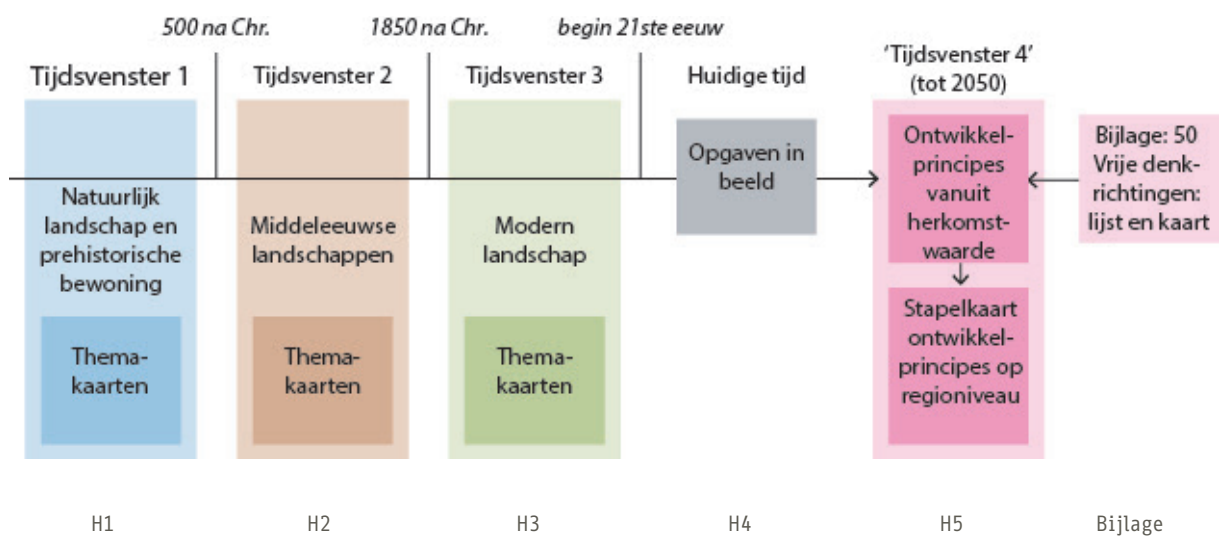 500 na Chr.
1850 na Chr.
begin 21ste eeuw
Tijdsvenster 1
Tijdsvenster 2
Tijdsvenster 3
Huidige tijd
'Tijdsvenster 4'
(tot 2050)
Natuurlijk
landschap en
prehistorische
bewoning
Middeleeuwse
landschappen
Modern
landschap
Opgaven in
beeld
Ontwikkel-
principes
vanuit
herkomst-
waarde
Bijlage: 50
Vrije denk-
richtingen:
lijst en kaart
Thema-
kaarten
Thema-
kaarten
Thema-
kaarten
Stapelkaart
ontwikkel-
principes op
regioniveau
H1
H2
H3
H4
H5
Bijlage